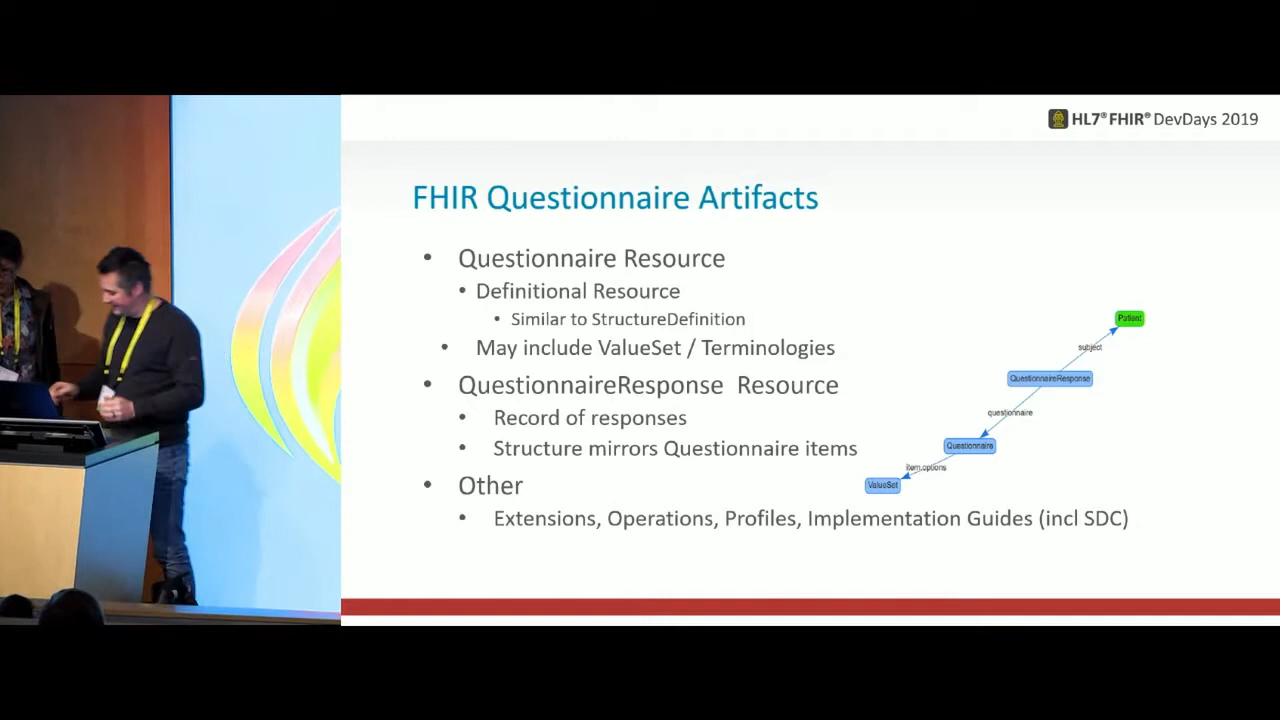 HL7® FHIR® DevDays 2019
FHIR Questionnaire Artifacts
• Questionnaire Resource
• Definitional Resource
• Similar to StructureDefinition
• May include ValueSet / Terminologies
• QuestionnaireResponse Resource
• Record of responses
• Structure mirrors Questionnaire items
• Other
• Extensions, Operations, Profiles, Implementation Guides (incl SDC)
Patient
subject
QuestionnaireResponse
questionnaire
Questionnaire
item.options
ValueSet